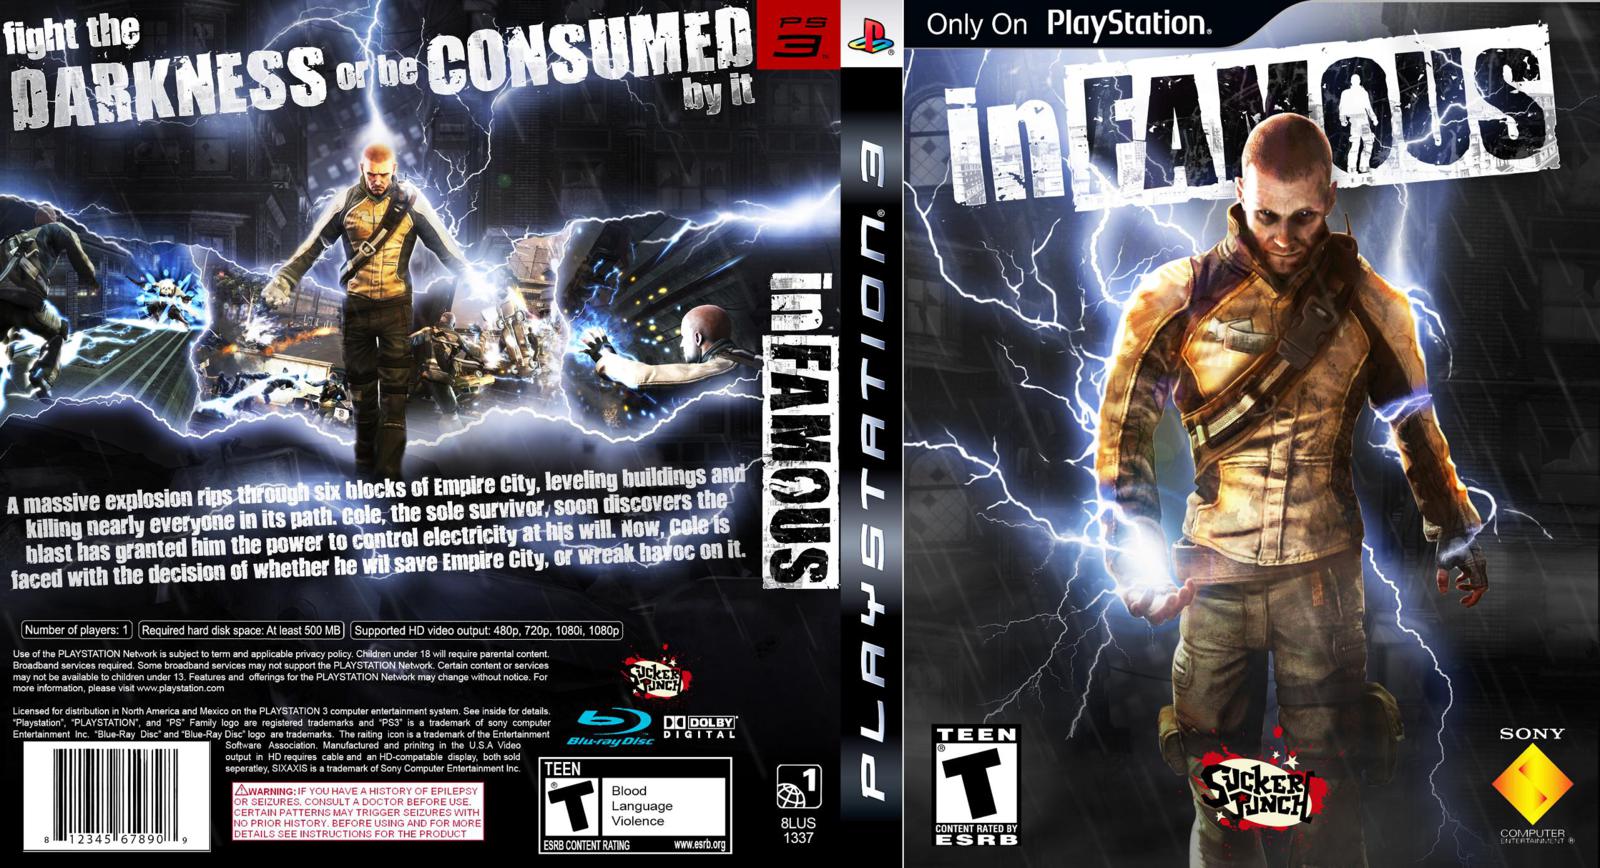 fight the
DARKNESS or be CONSUMED
by it
A massive explosion rips through six blocks of Empire City, leveling buildings and
killing nearly everyone in its path. Cole, the sole survivor, soon discovers the
blast has granted him the power to control electricity at his will. Now, Cole is
faced with the decision of whether he will save Empire City, or wreak havoc on it.
Number of players: 1
Required hard disk space: At least 500 MB
Supported HD video output: 480p, 720p, 1080i, 1080p
Use of the PLAYSTATION Network is subject to term and applicable privacy policy. Children under 18 will require parental content.
Broadband services required. Some broadband services may not support the PLAYSTATION Network. Certain content or services
may not be available to children under 13. Features and offerings for the PLAYSTATION Network may change without notice. For
more information, please visit www.playstation.com
Licensed for distribution in North America and Mexico on the PLAYSTATION 3 computer entertainment system. See inside for details.
"Playstation", "PLAYSTATION", and "PS" Family logo are registered trademarks and "PS3" is a trademark of sony computer
Entertainment Inc. "Blue-Ray Disc" and "Blue-Ray Disc" logo are trademarks. The raiting icon is a trademark of the Entertainment
Software Association. Manufactured and prinitng in the U.S.A Video
output in HD requires cable and an HD-compatable display, both sold
seperatley, SIXAXIS is a trademark of Sony Computer Entertainment Inc.
WARNING: IF YOU HAVE A HISTORY OF EPILEPSY
OR SEIZURES. CONSULT A DOCTOR BEFORE USE.
CERTAIN PATTERNS MAY TRIGGER SEIZURES WITH
NO PRIOR HISTORY. BEFORE USING AND FOR MORE
DETAILS SEE INSTRUCTIONS FOR THE PRODUCT
8 12345 67890 9
SUCKER
PUNCH
Blu-ray Disc
DOLBY
DIGITAL
TEEN
T
®
Blood
Language
Violence
ESRB CONTENT RATING www.esrb.org
1
8LUS
1337
PS
3
inFAMOUS
PLAYSTATION® 3
Only On PlayStation®
inFAMOUS
TEEN
T
®
CONTENT RATED BY
ESRB
SUCKER
PUNCH
SONY
COMPUTER
ENTERTAINMENT ®